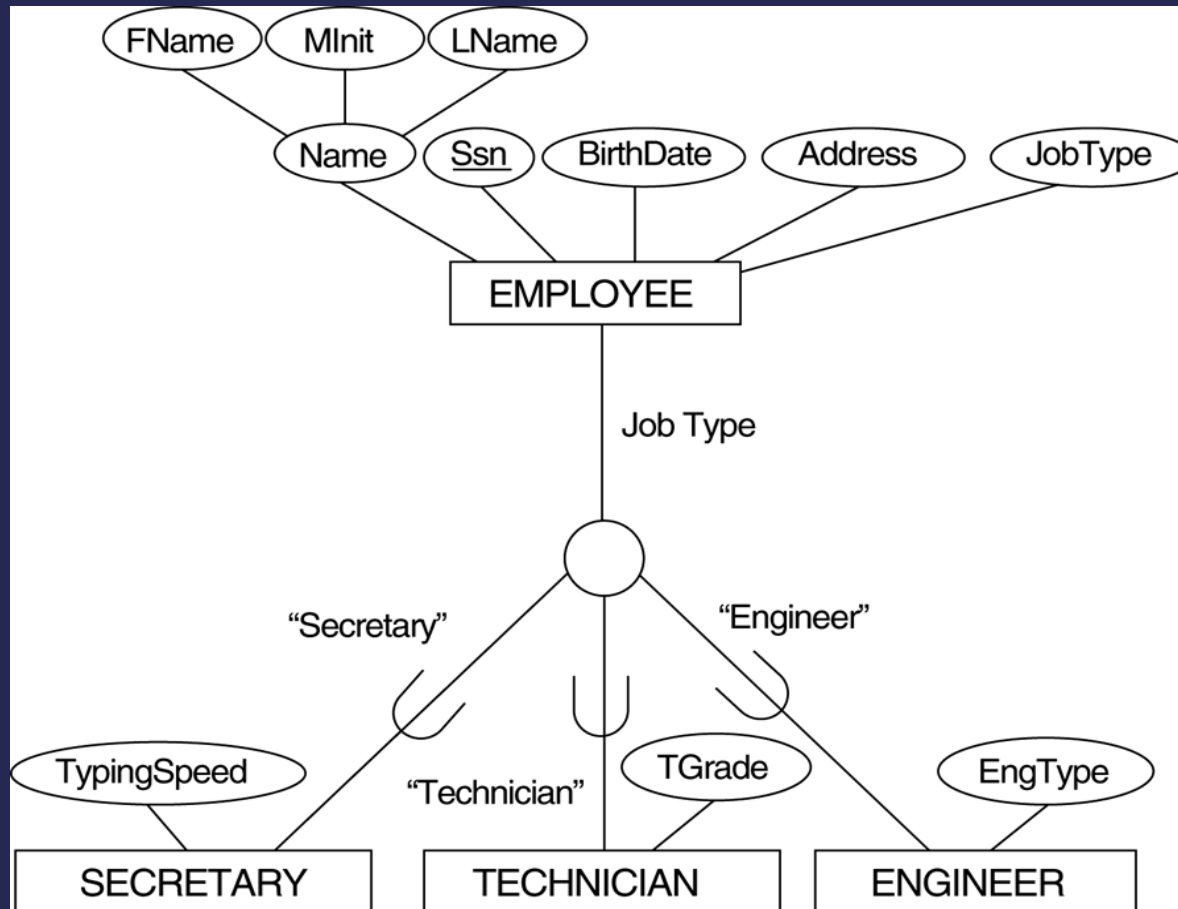 FName MInit LName
Name Ssn BirthDate Address JobType
EMPLOYEE
Job Type
“Secretary” “Engineer”
TypingSpeed “Technician” TGrade EngType
SECRETARY TECHNICIAN ENGINEER